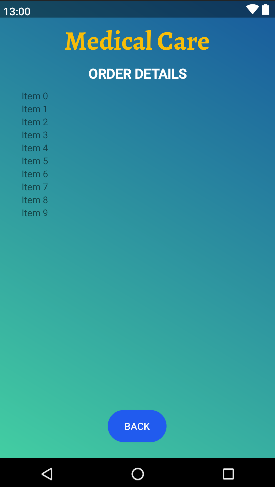 13:00
Medical Care
ORDER DETAILS
Item 0
Item 1
Item 2
Item 3
Item 4
Item 5
Item 6
Item 7
Item 8
Item 9
BACK